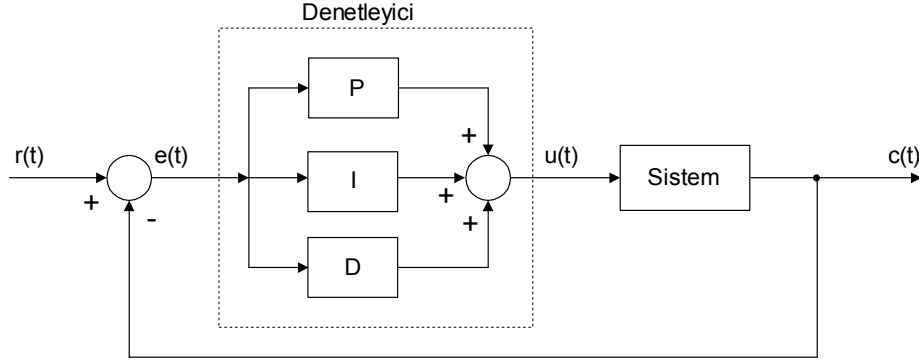 Denetleyici
P
+
r(t)
e(t)
I
u(t)
Sistem
c(t)
+
-
+
+
D